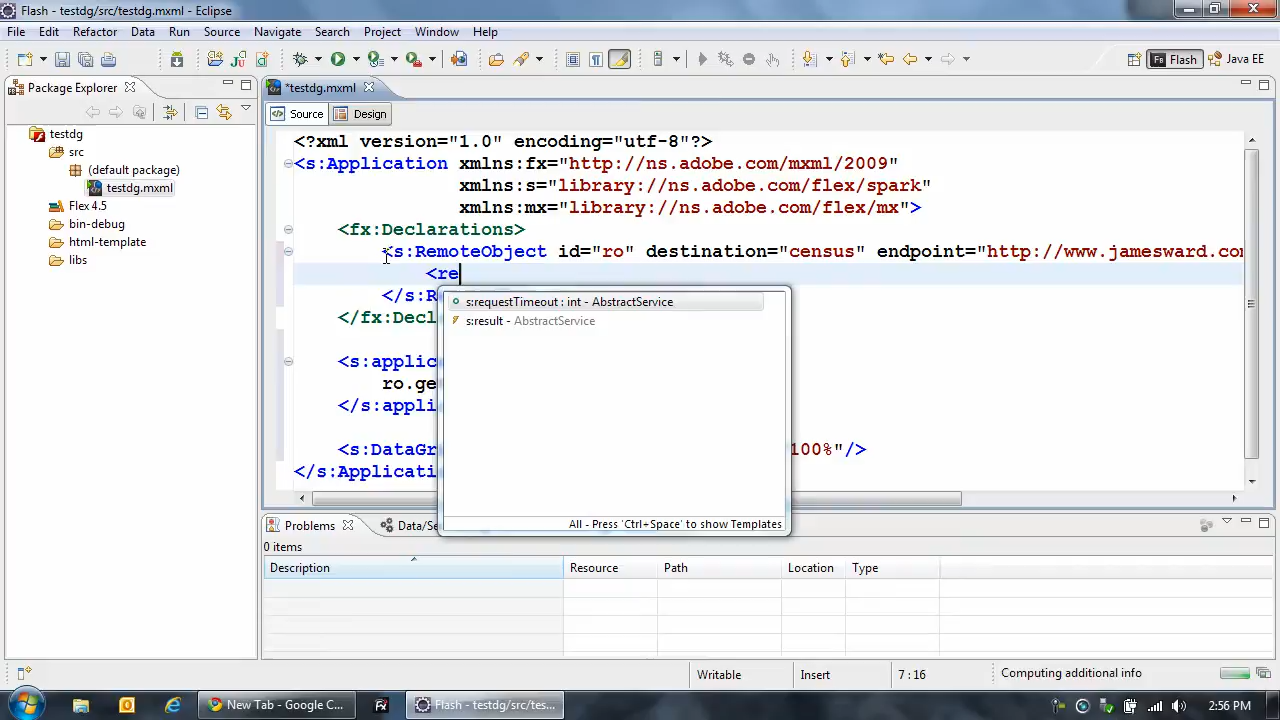 Flash - testdg/src/testdg.mxml - Eclipse
File Edit Refactor Data Run Source Navigate Search Project Window Help
Fb Flash Java EE
Package Explorer
*testdg.mxml
Source Design
testdg
src
(default package)
testdg.mxml
Flex 4.5
bin-debug
html-template
libs
<?xml version="1.0" encoding="utf-8"?>
<s:Application xmlns:fx="http://ns.adobe.com/mxml/2009"
xmlns:s="library://ns.adobe.com/flex/spark"
xmlns:mx="library://ns.adobe.com/flex/mx">
<fx:Declarations>
<s:RemoteObject id="ro" destination="census" endpoint="http://www.jamesward.com
<re
</s:R
</fx:Decl
<s:applic
ro.ge
</s:appli
<s:DataGr 100%"/>
</s:Applicati
s:requestTimeout : int - AbstractService
s:result - AbstractService
All - Press 'Ctrl+Space' to show Templates
Problems Data/Se
0 items
Description Resource Path Location Type
Writable Insert 7 : 16 Computing additional info
New Tab - Google C... Flash - testdg/src/tes... 2:56 PM